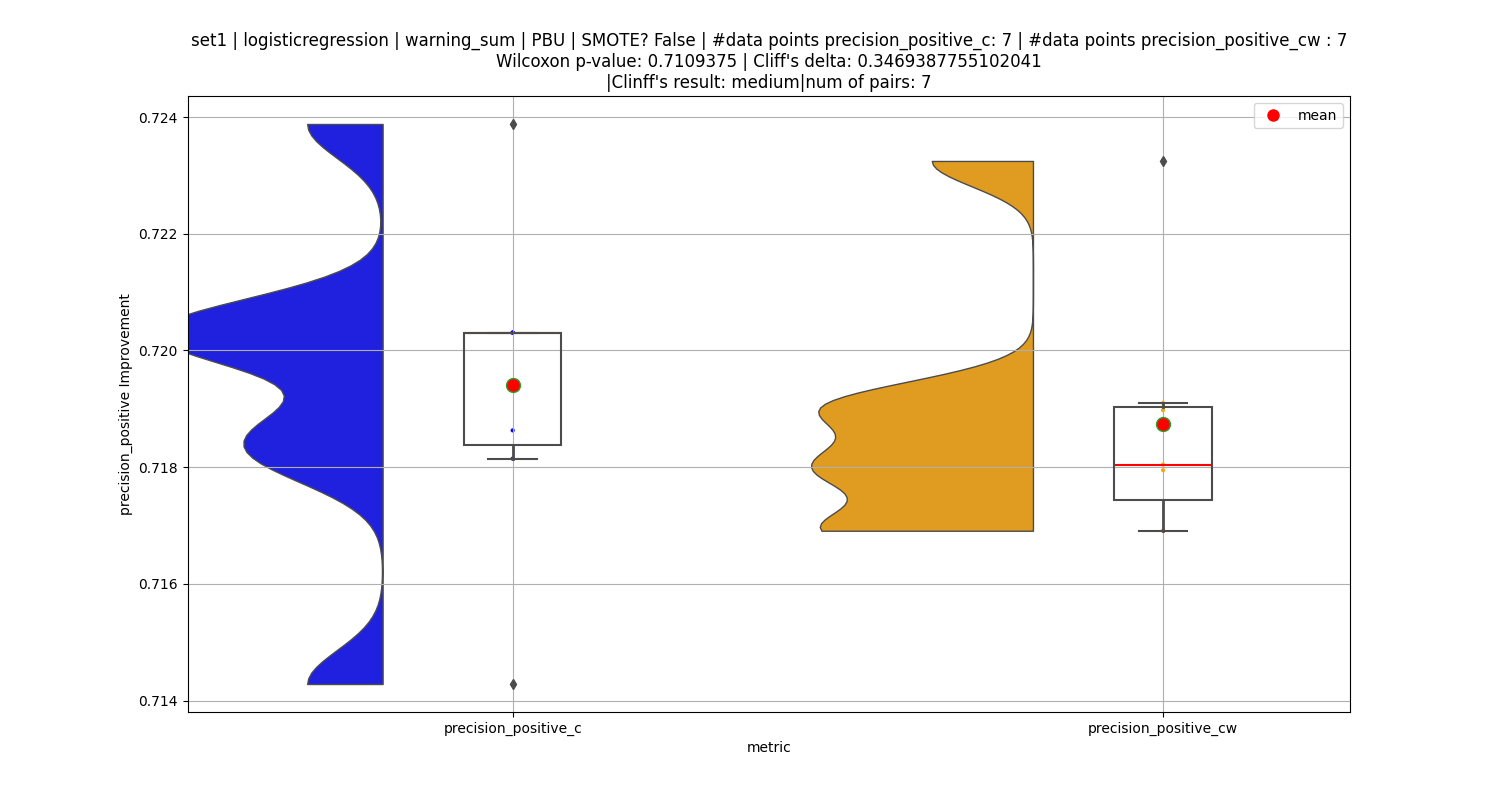 set1 | logisticregression | warning_sum | PBU | SMOTE? False | #data points precision_positive_c: 7 | #data points precision_positive_cw : 7
Wilcoxon p-value: 0.7109375 | Cliff's delta: 0.3469387755102041
|Clinff's result: medium|num of pairs: 7
mean
0.724
0.722
0.720
0.718
0.716
0.714
precision_positive Improvement
precision_positive_c
precision_positive_cw
metric